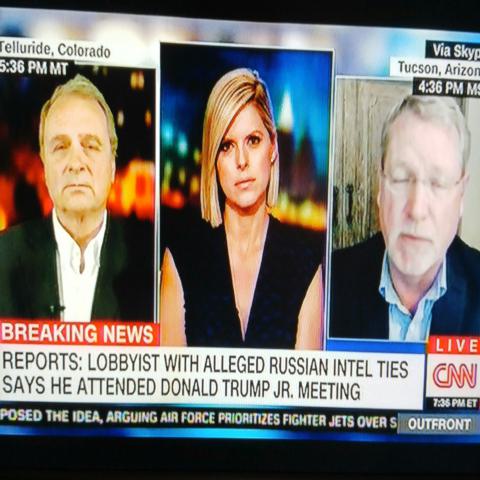 Telluride, Colorado
5:36 PM MT
Via Skyp
Tucson, Arizon
4:36 PM MS
BREAKING NEWS
REPORTS: LOBBYIST WITH ALLEGED RUSSIAN INTEL TIES
SAYS HE ATTENDED DONALD TRUMP JR. MEETING
LIVE
CNN
7:36 PM ET
POSED THE IDEA, ARGUING AIR FORCE PRIORITIZES FIGHTER JETS OVER S
OUTFRONT